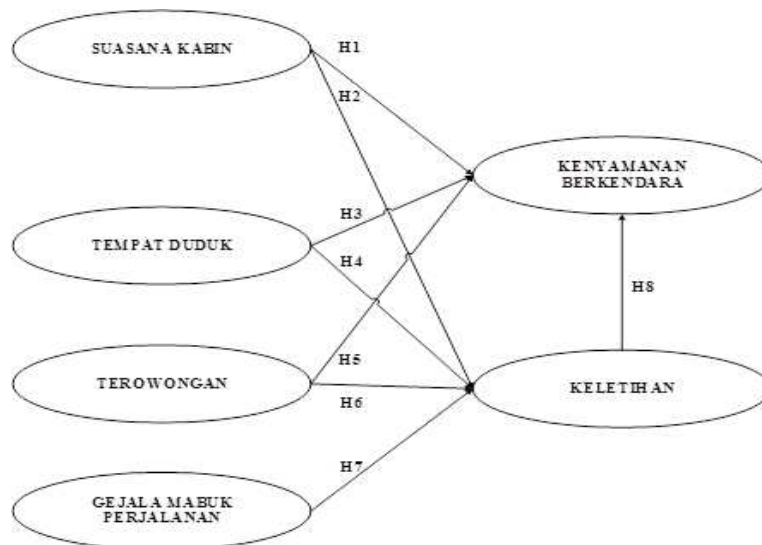 SUASANA KABIN
H1
H2
KENYAMANAN
BERKENDARA
H3
TEMPAT DUDUK
H4
H8
H5
TEROWONGAN
H6
KELETIHAN
H7
GEJALA MABUK
PERJALANAN